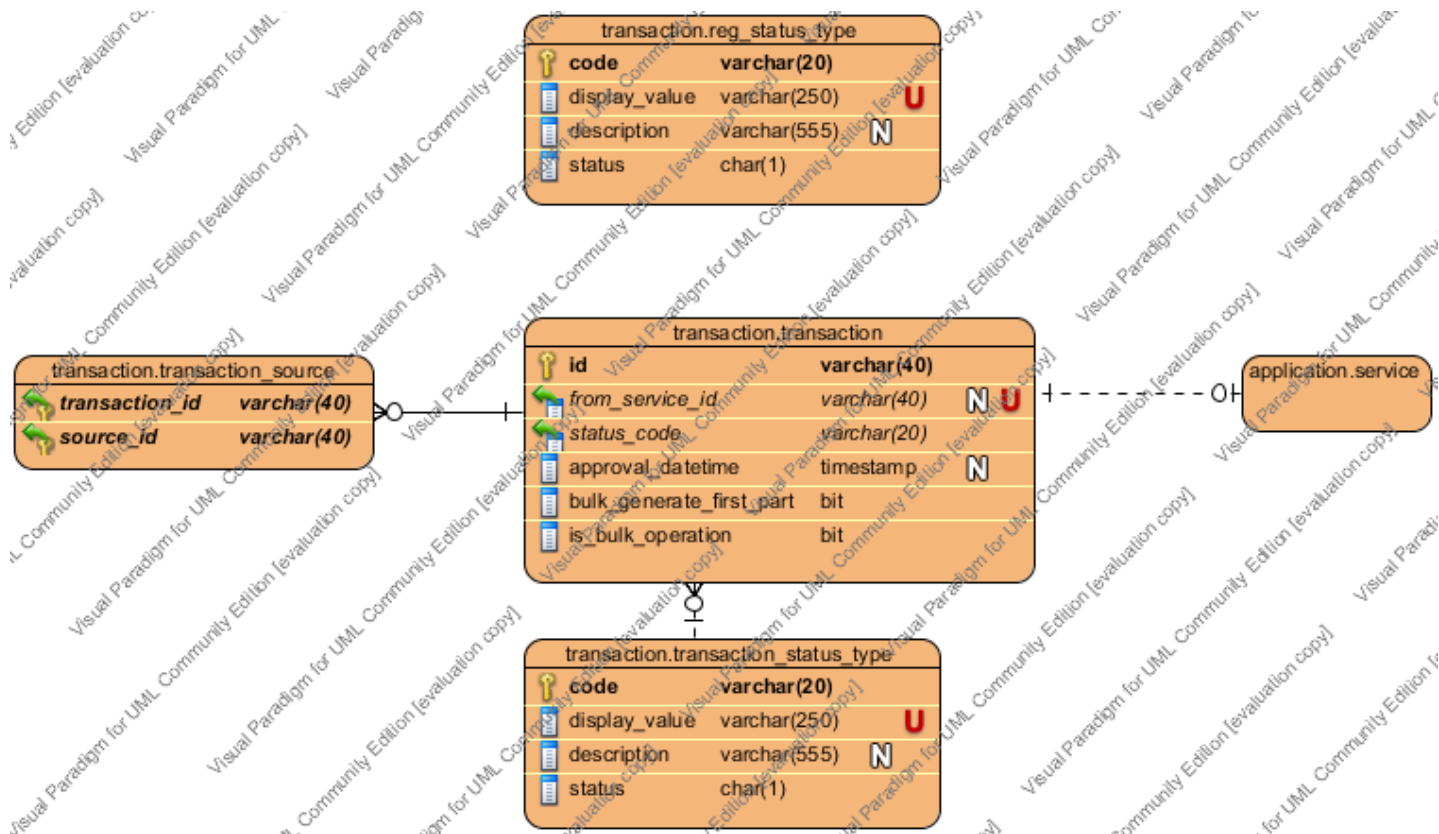 transaction.reg_status_type
code varchar(20)
display_value varchar(250) U
description varchar(555) N
status char(1)
transaction.transaction
id varchar(40)
from_service_id varchar(40) N U
status_code varchar(20)
approval_datetime timestamp N
bulk_generate_first_part bit
is_bulk_operation bit
transaction.transaction_source
transaction_id varchar(40)
source_id varchar(40)
application.service
transaction.transaction_status_type
code varchar(20)
display_value varchar(250) U
description varchar(555) N
status char(1)
Visual Paradigm for UML Community Edition [evaluation copy]